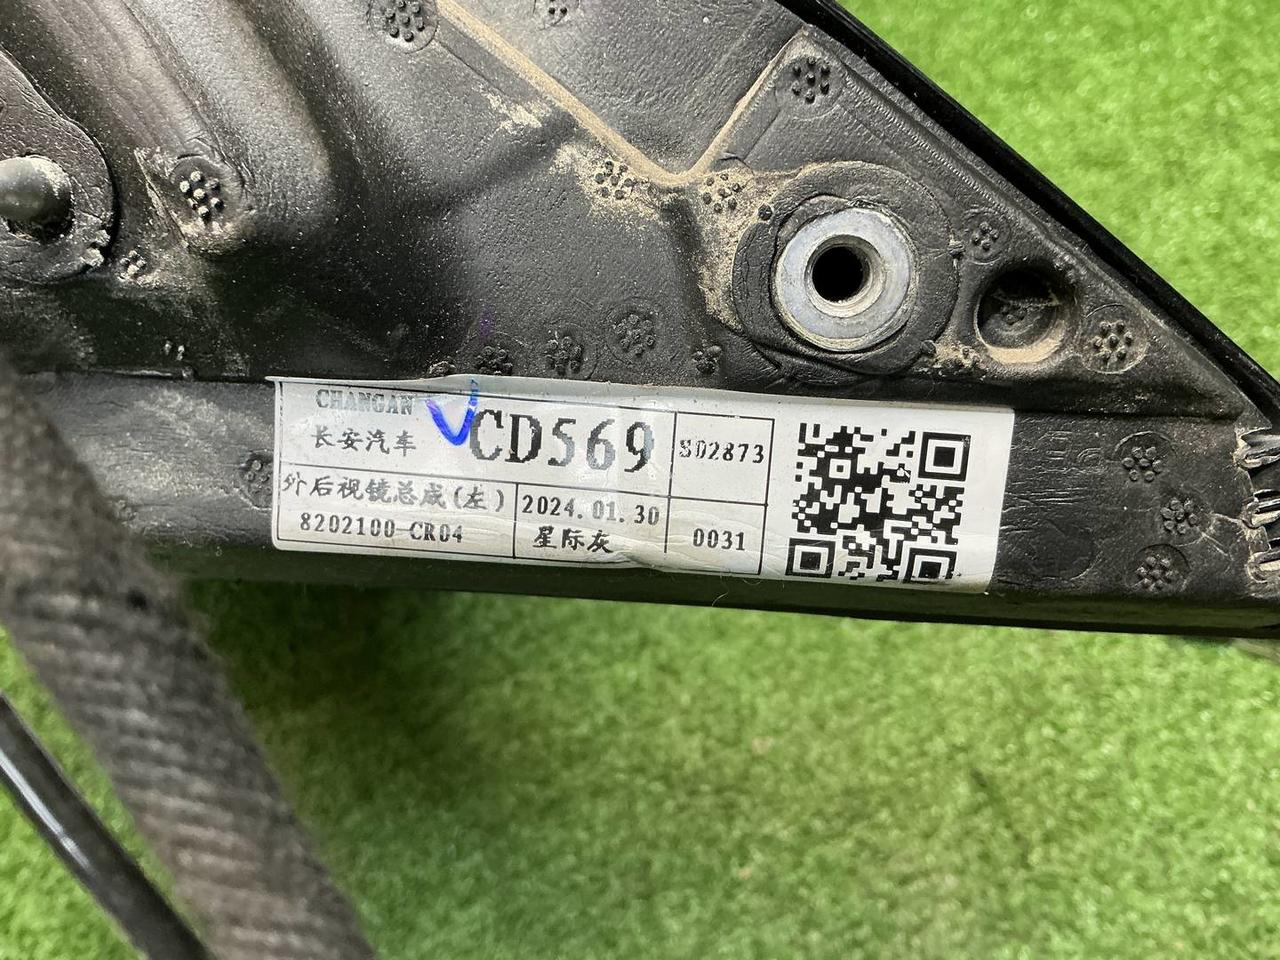 CHANGAN
长安汽车
CD569
S02873
外后视镜总成(左)
8202100-CR04
2024.01.30
星际灰
0031